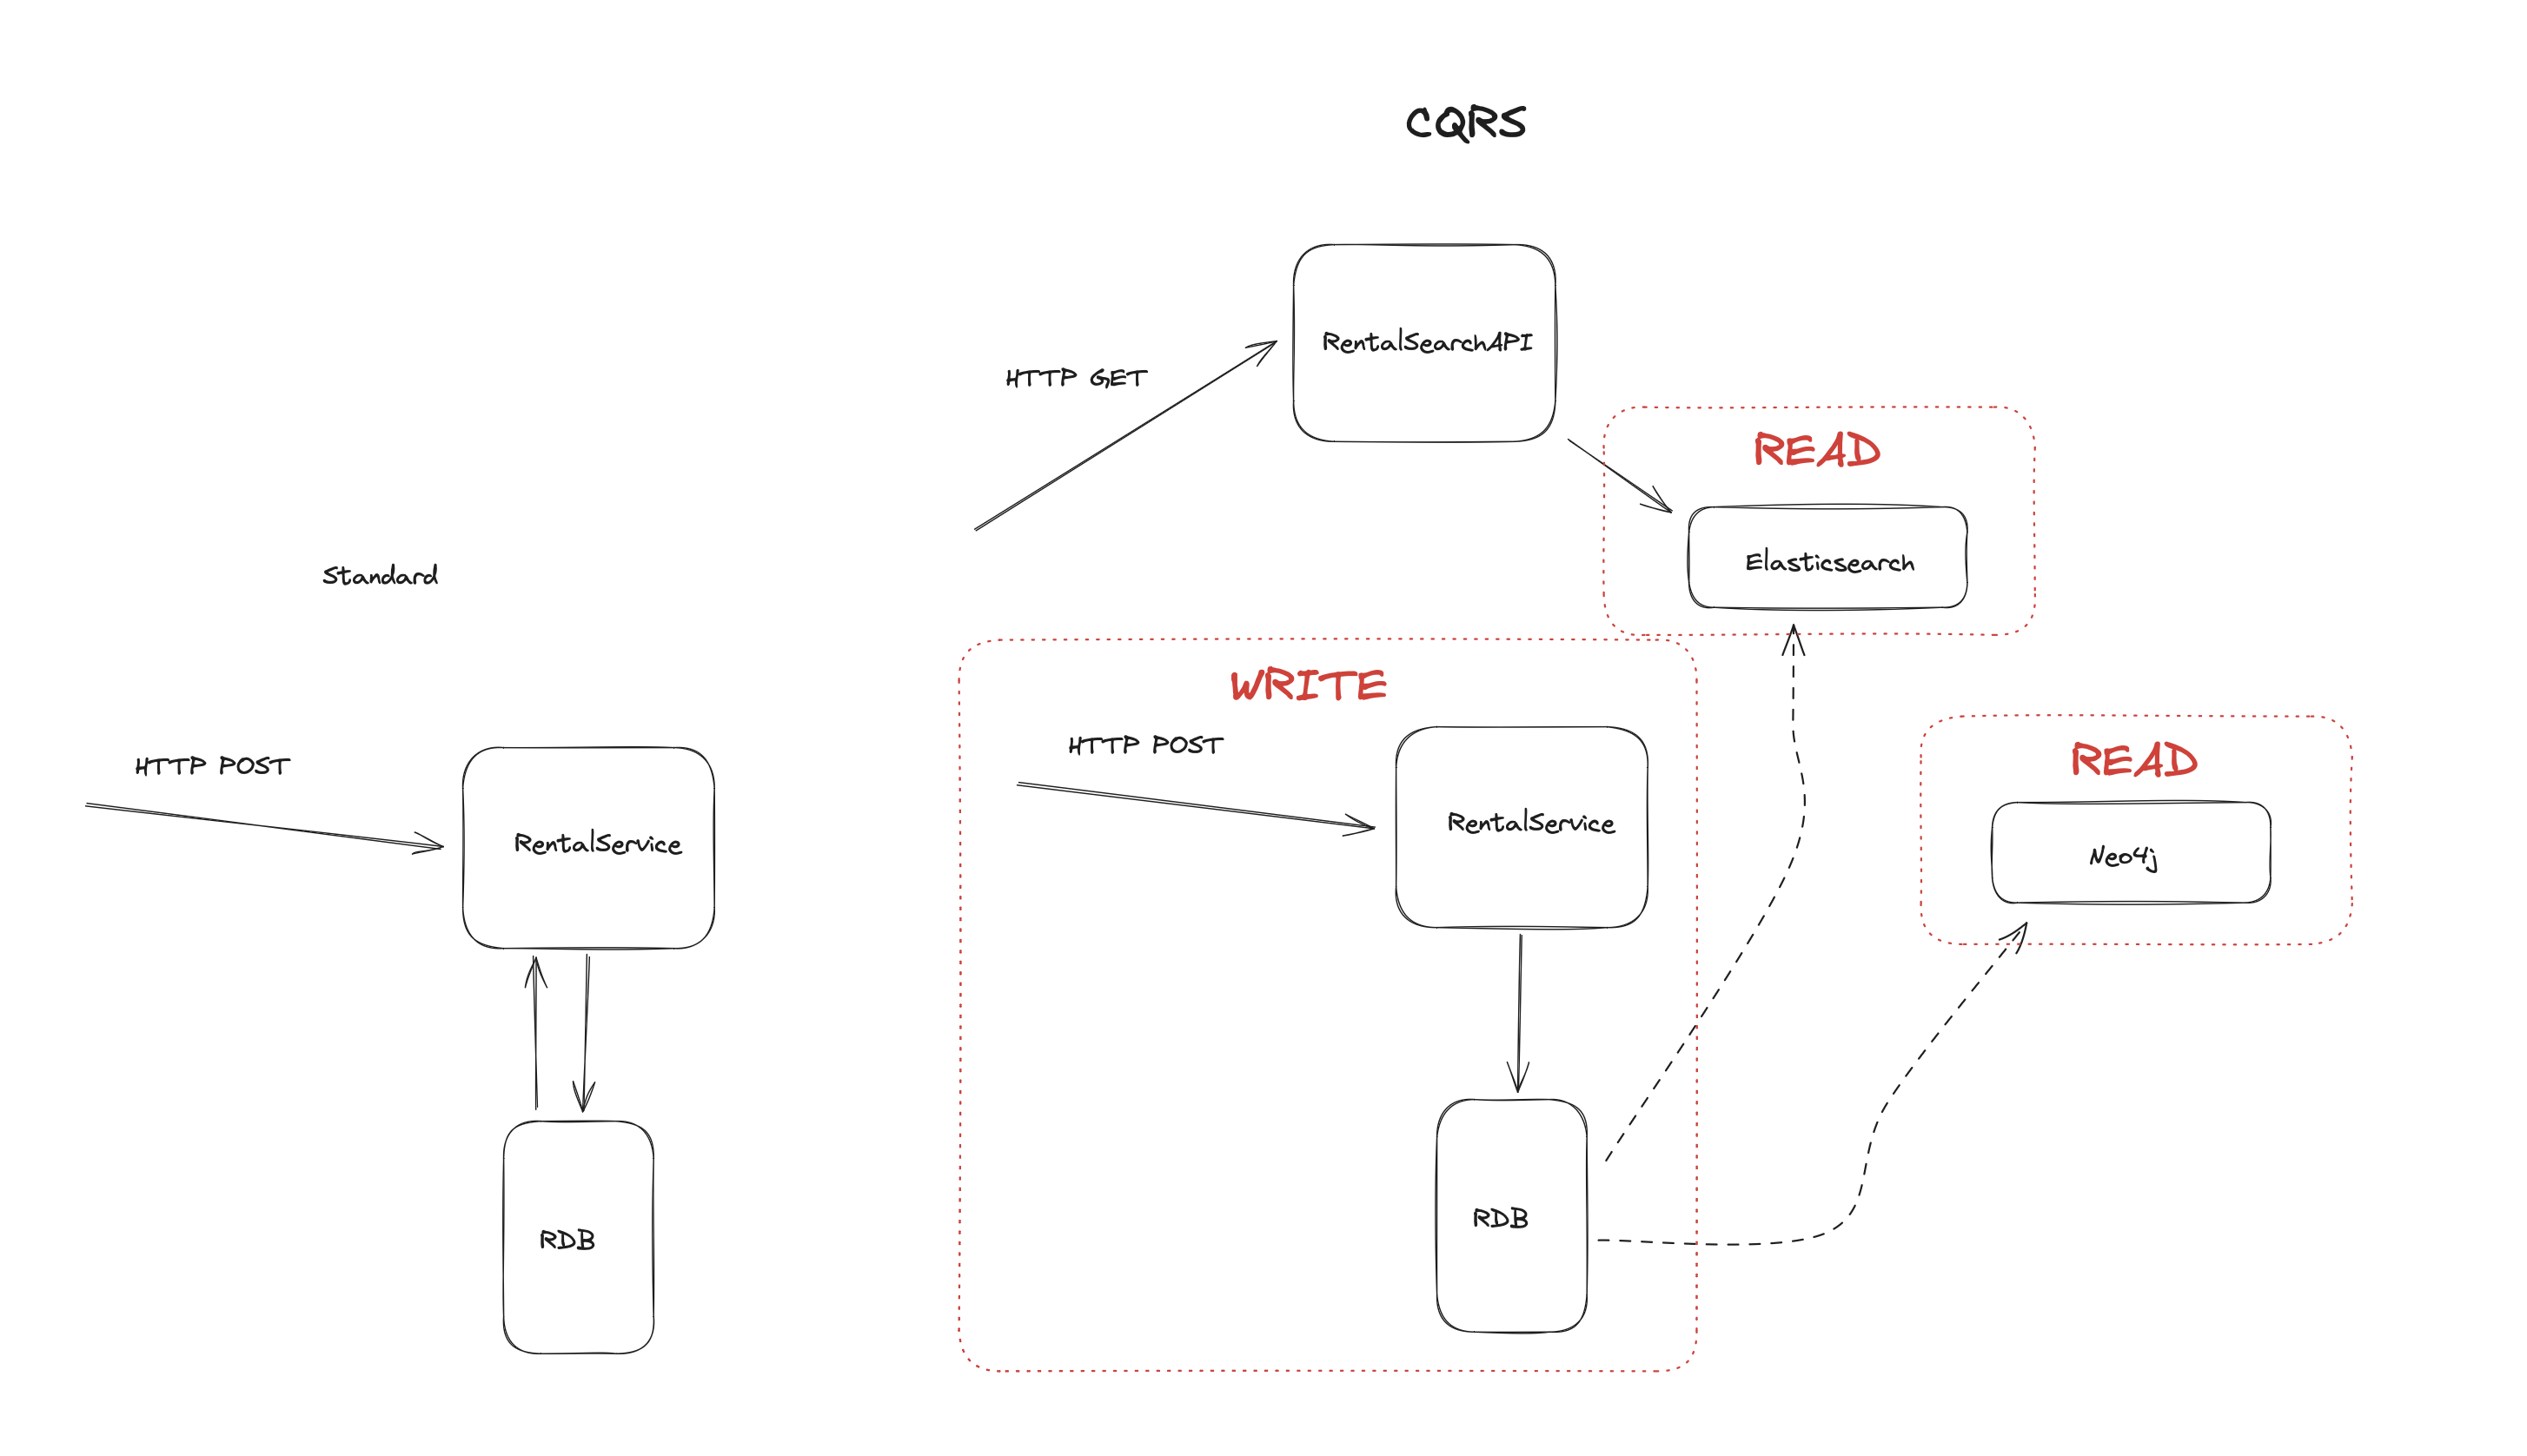 CQRS
RentalSearchAPI
HTTP GET
READ
Elasticsearch
Standard
WRITE
HTTP POST
RentalService
RDB
HTTP POST
RentalService
RDB
READ
Neo4j